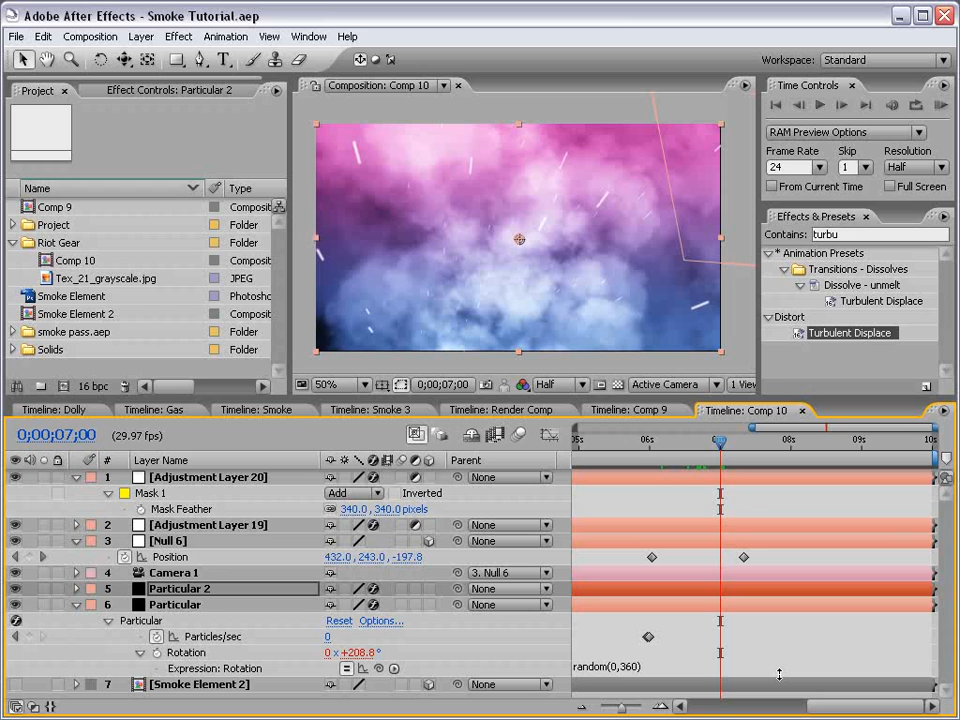 Adobe After Effects - Smoke Tutorial.aep
File Edit Composition Layer Effect Animation View Window Help
Workspace: Standard
Project Effect Controls: Particular 2
Composition: Comp 10
Time Controls
RAM Preview Options
Frame Rate Skip Resolution
24 1 Half
From Current Time Full Screen
Name Type
Comp 9 Composit
Project Folder
Riot Gear Folder
Comp 10 Composit
Tex_21_grayscale.jpg JPEG
Smoke Element Photosho
Smoke Element 2 Composit
smoke pass.aep Folder
Solids Folder
16 bpc
Effects & Presets
Contains: turbu
* Animation Presets
Transitions - Dissolves
Dissolve - unmelt
Turbulent Displace
Distort
Turbulent Displace
50% 0;00;07;00 Half Active Camera 1 View
Timeline: Dolly Timeline: Gas Timeline: Smoke Timeline: Smoke 3 Timeline: Render Comp Timeline: Comp 9 Timeline: Comp 10
0;00;07;00 (29.97 fps)
05s 06s 08s 09s 10s
# Layer Name Parent
1 [Adjustment Layer 20] None
Mask 1 Add Inverted
Mask Feather 340.0, 340.0 pixels
2 [Adjustment Layer 19] None
3 [Null 6] None
Position 432.0, 243.0, -197.8
4 Camera 1 3. Null 6
5 Particular 2 None
6 Particular None
Particular Reset Options...
Particles/sec 0
Rotation 0 x +208.8°
Expression: Rotation random(0,360)
7 [Smoke Element 2] None